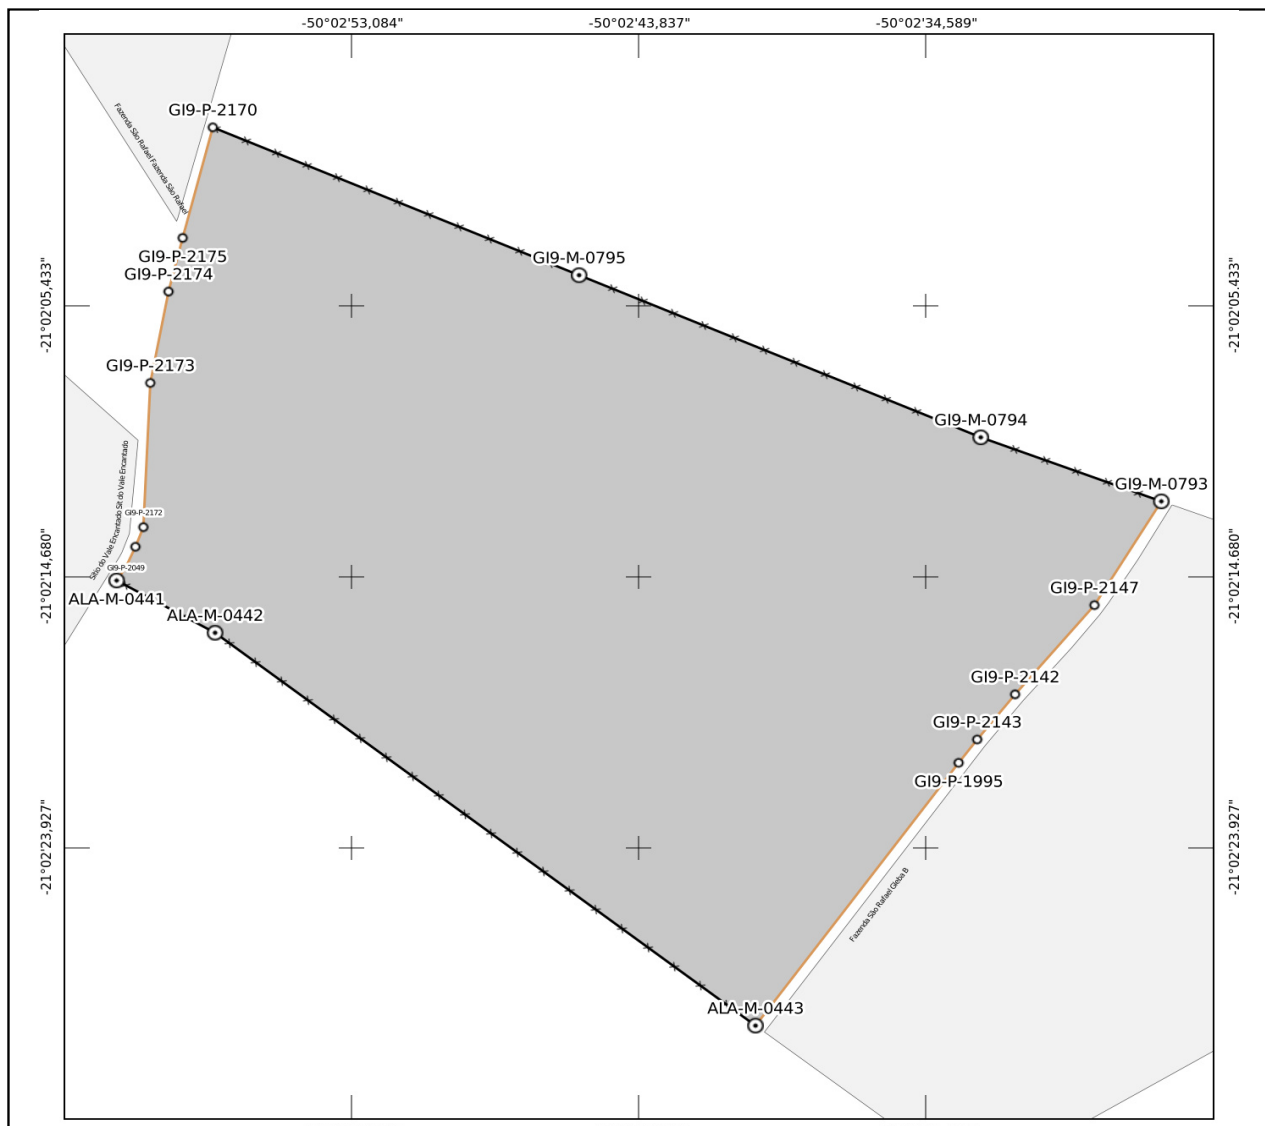 -50°02'53,084"
-50°02'43,837"
-50°02'34,589"
GI9-P-2170
Fazenda São Rafael Fazenda São Rafael
GI9-P-2175
GI9-M-0795
GI9-P-2174
-21°02'05,433"
-21°02'05,433"
GI9-P-2173
GI9-M-0794
Sítio do Vale Encantado Sit do Vale Encantado
GI9-M-0793
GI9-P-2172
-21°02'14,680"
-21°02'14,680"
GI9-P-2049
ALA-M-0441
GI9-P-2147
ALA-M-0442
GI9-P-2142
GI9-P-2143
GI9-P-1995
-21°02'23,927"
-21°02'23,927"
Fazenda São Rafael Gleba B
ALA-M-0443